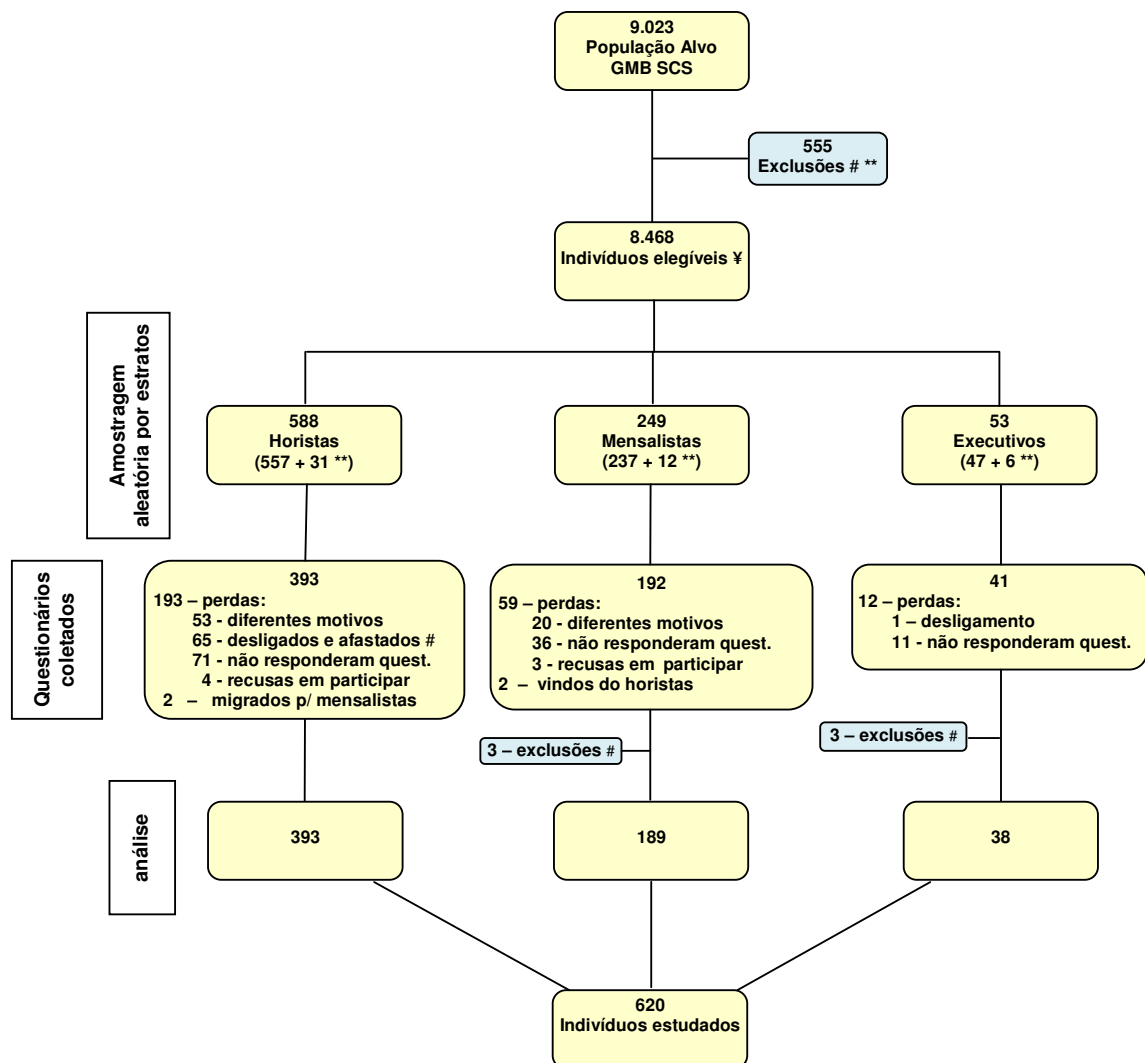 9.023
População Alvo
GMB SCS
555
Exclusões # **
8.468
Indivíduos elegíveis ¥
Amostragem
aleatória por estratos
588
Horistas
(557 + 31 **)
249
Mensalistas
(237 + 12 **)
53
Executivos
(47 + 6 **)
Questionários
coletados
393
193 – perdas:
53 - diferentes motivos
65 - desligados e afastados #
71 - não responderam quest.
4 - recusas em participar
2 – migrados p/ mensalistas
192
59 – perdas:
20 - diferentes motivos
36 - não responderam quest.
3 - recusas em participar
2 – vindos do horistas
41
12 – perdas:
1 – desligamento
11 - não responderam quest.
3 – exclusões #
3 – exclusões #
análise
393
189
38
620
Indivíduos estudados